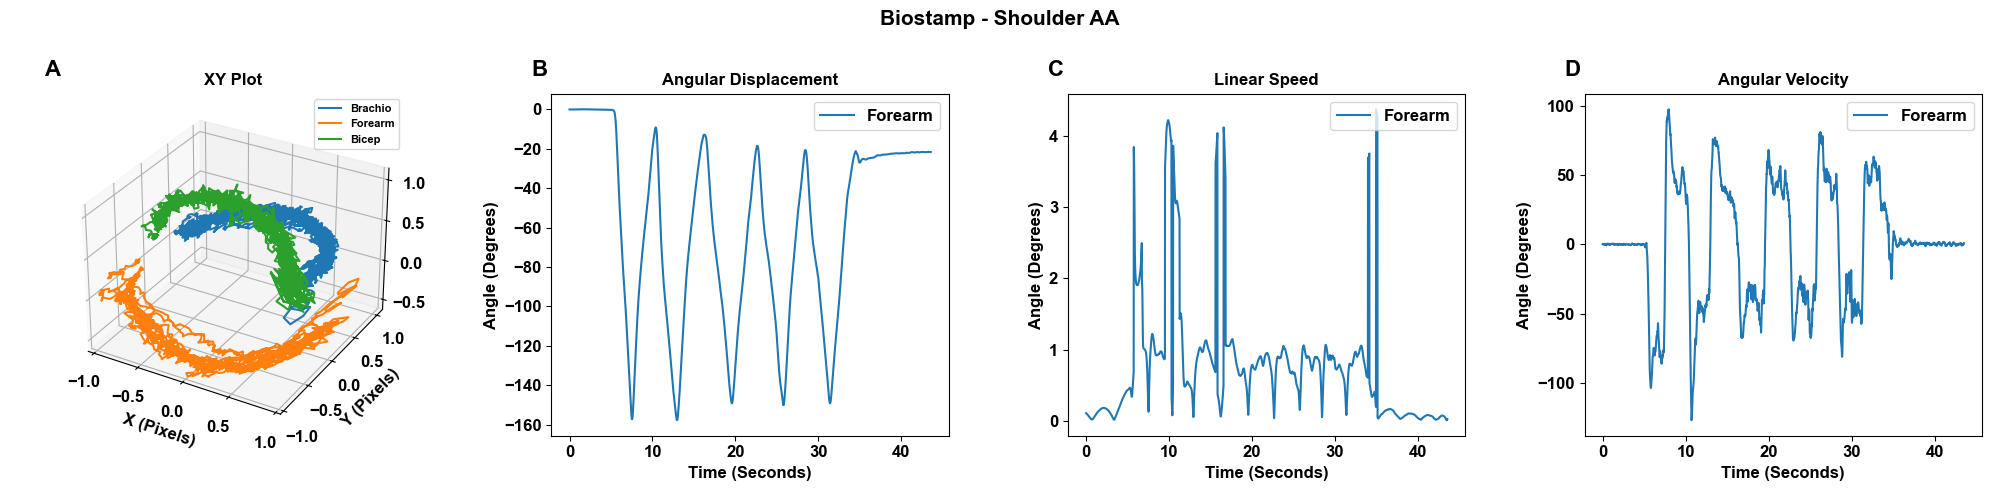 Biostamp - Shoulder AA
A
XY Plot
Brachio
Forearm
Bicep
1.0
0.5
0.0
−0.5
−1.0
−0.5
0.0
0.5
1.0
X (Pixels)
−1.0
−0.5
0.0
0.5
1.0
Y (Pixels)
B
Angular Displacement
Forearm
0
−20
−40
−60
−80
−100
−120
−140
−160
Angle (Degrees)
0
10
20
30
40
Time (Seconds)
C
Linear Speed
Forearm
4
3
2
1
0
Angle (Degrees)
0
10
20
30
40
Time (Seconds)
D
Angular Velocity
Forearm
100
50
0
−50
−100
Angle (Degrees)
0
10
20
30
40
Time (Seconds)